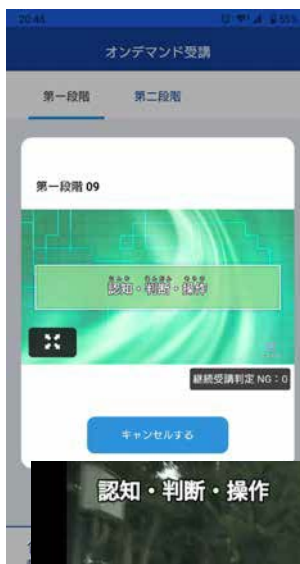 20:44
55%
オンデマンド受講
第一段階 第二段階
第一段階 09
にんち はんだん そうさ
認知・判断・操作
継続受講判定 NG：0
キャンセルする
認知・判断・操作